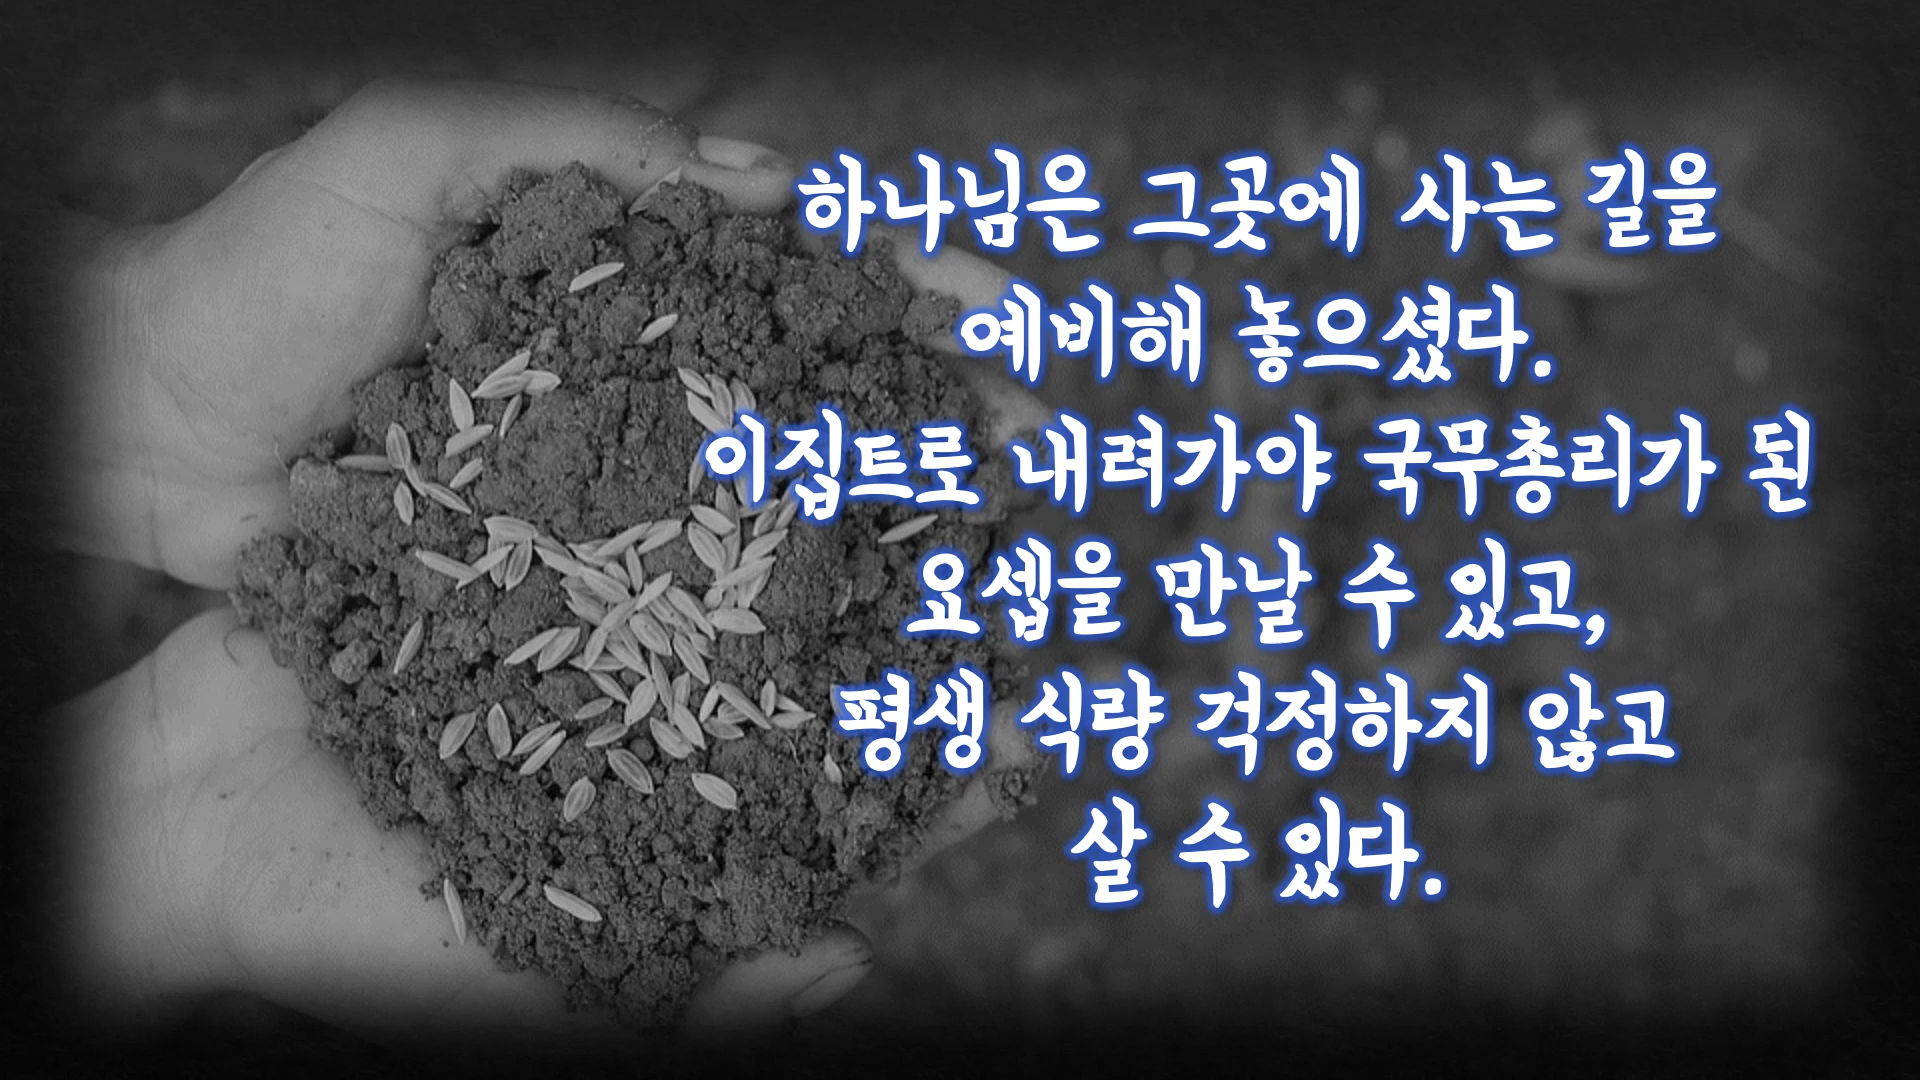 하나님은 그곳에 사는 길을
예비해 놓으셨다.
이집트로 내려가야 국무총리가 된
요셉을 만날 수 있고,
평생 식량 걱정하지 않고
살 수 있다.